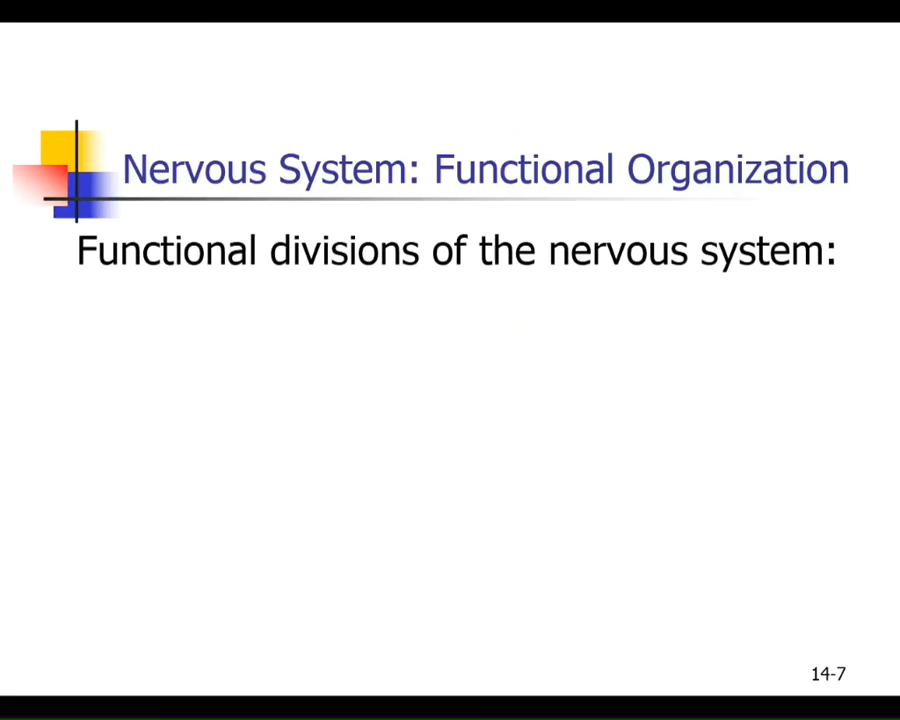 Nervous System: Functional Organization
Functional divisions of the nervous system:
14-7